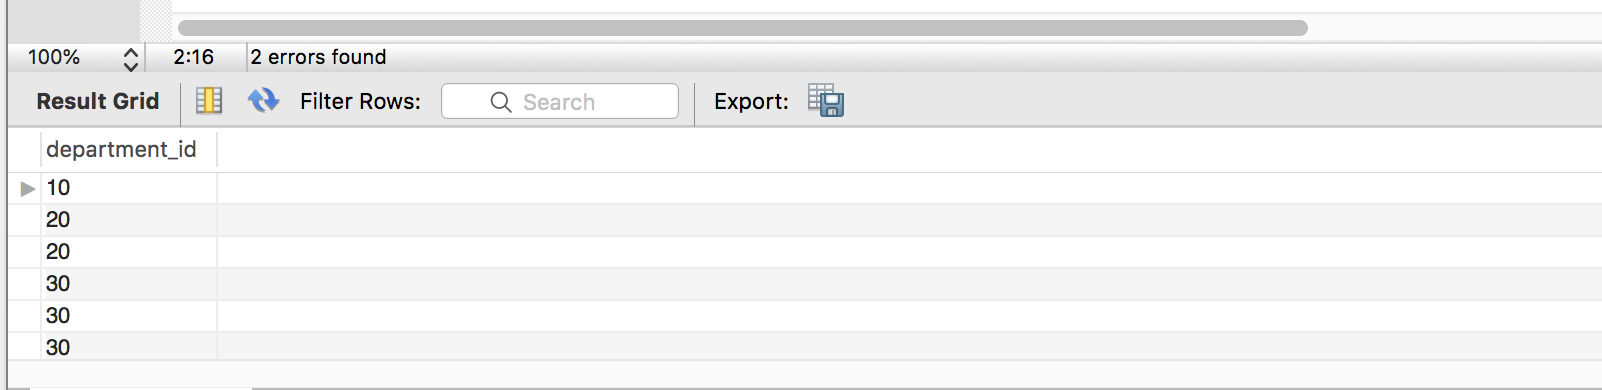 100% 2:16 2 errors found
Result Grid Filter Rows: Search Export:
department_id
10
20
20
30
30
30